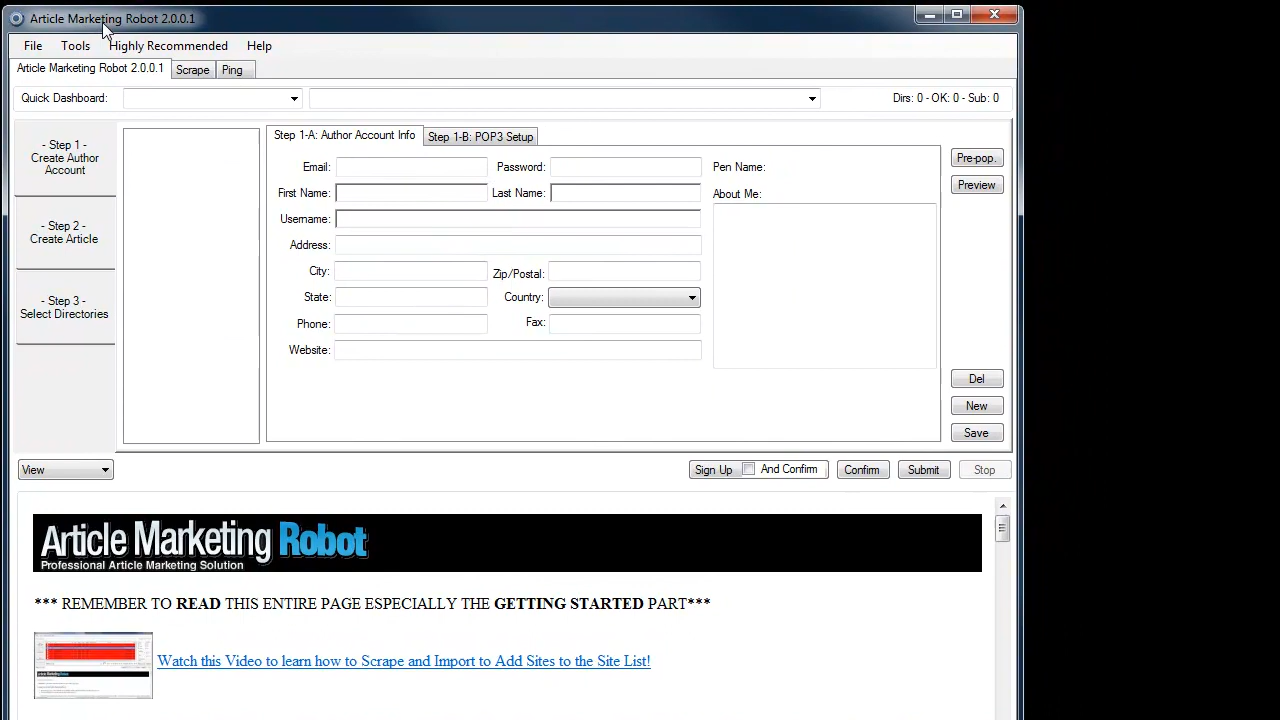 Article Marketing Robot 2.0.0.1
File Tools Highly Recommended Help
Article Marketing Robot 2.0.0.1 Scrape Ping
Quick Dashboard: Dirs: 0 - OK: 0 - Sub: 0
- Step 1 -
Create Author
Account
- Step 2 -
Create Article
- Step 3 -
Select Directories
Step 1-A: Author Account Info Step 1-B: POP3 Setup
Email: Password: Pen Name:
First Name: Last Name: About Me:
Username:
Address:
City: Zip/Postal:
State: Country:
Phone: Fax:
Website:
Pre-pop.
Preview
Del
New
Save
View Sign Up And Confirm Confirm Submit Stop
Article Marketing Robot
Professional Article Marketing Solution
*** REMEMBER TO READ THIS ENTIRE PAGE ESPECIALLY THE GETTING STARTED PART***
Watch this Video to learn how to Scrape and Import to Add Sites to the Site List!